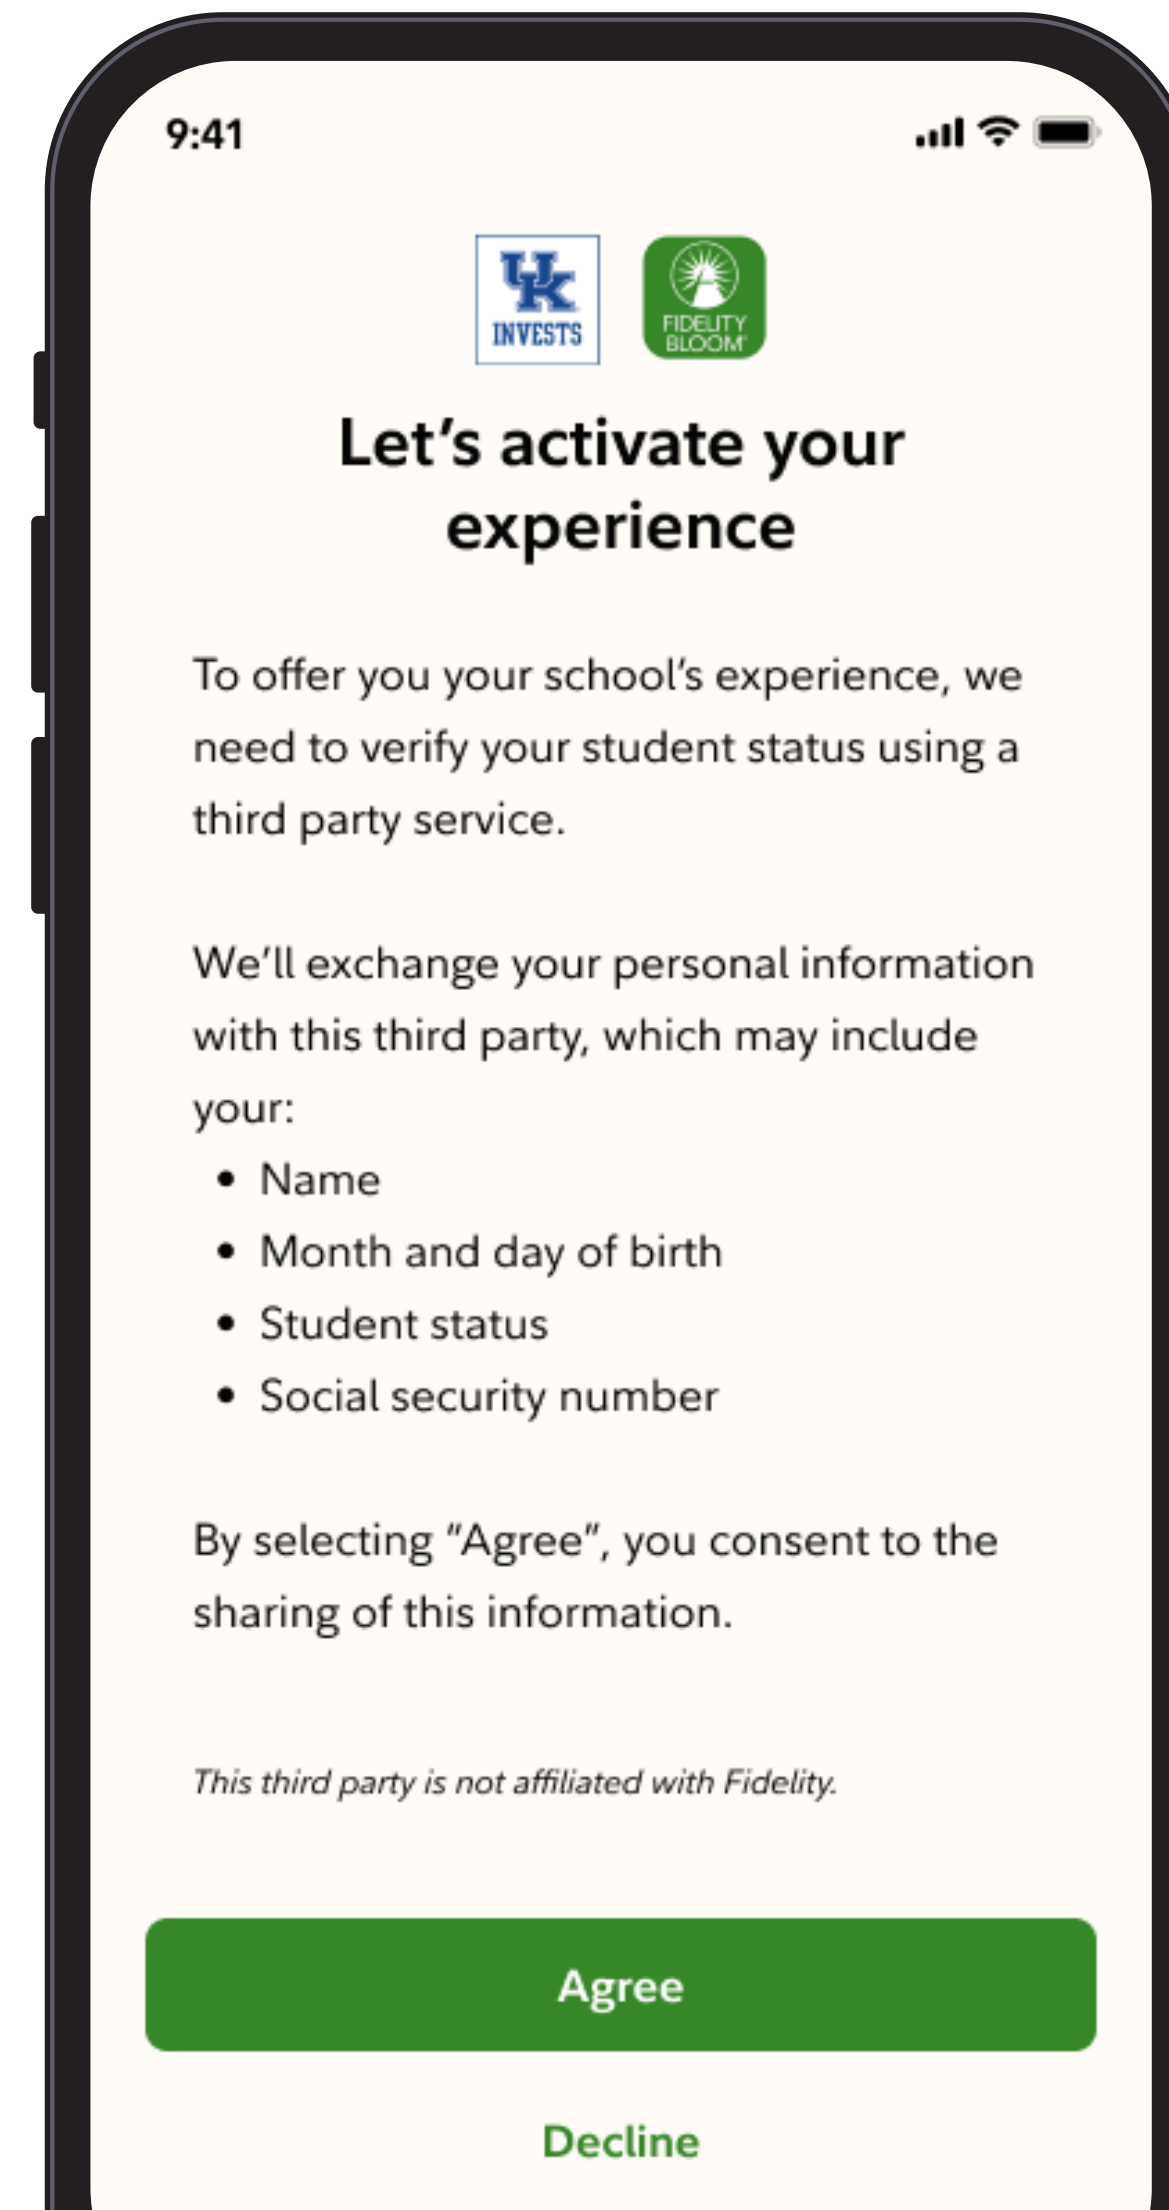 9:41
UK
INVESTS
FIDELITY
BLOOM®
Let’s activate your
experience
To offer you your school’s experience, we
need to verify your student status using a
third party service.
We’ll exchange your personal information
with this third party, which may include
your:
• Name
• Month and day of birth
• Student status
• Social security number
By selecting “Agree”, you consent to the
sharing of this information.
This third party is not affiliated with Fidelity.
Agree
Decline